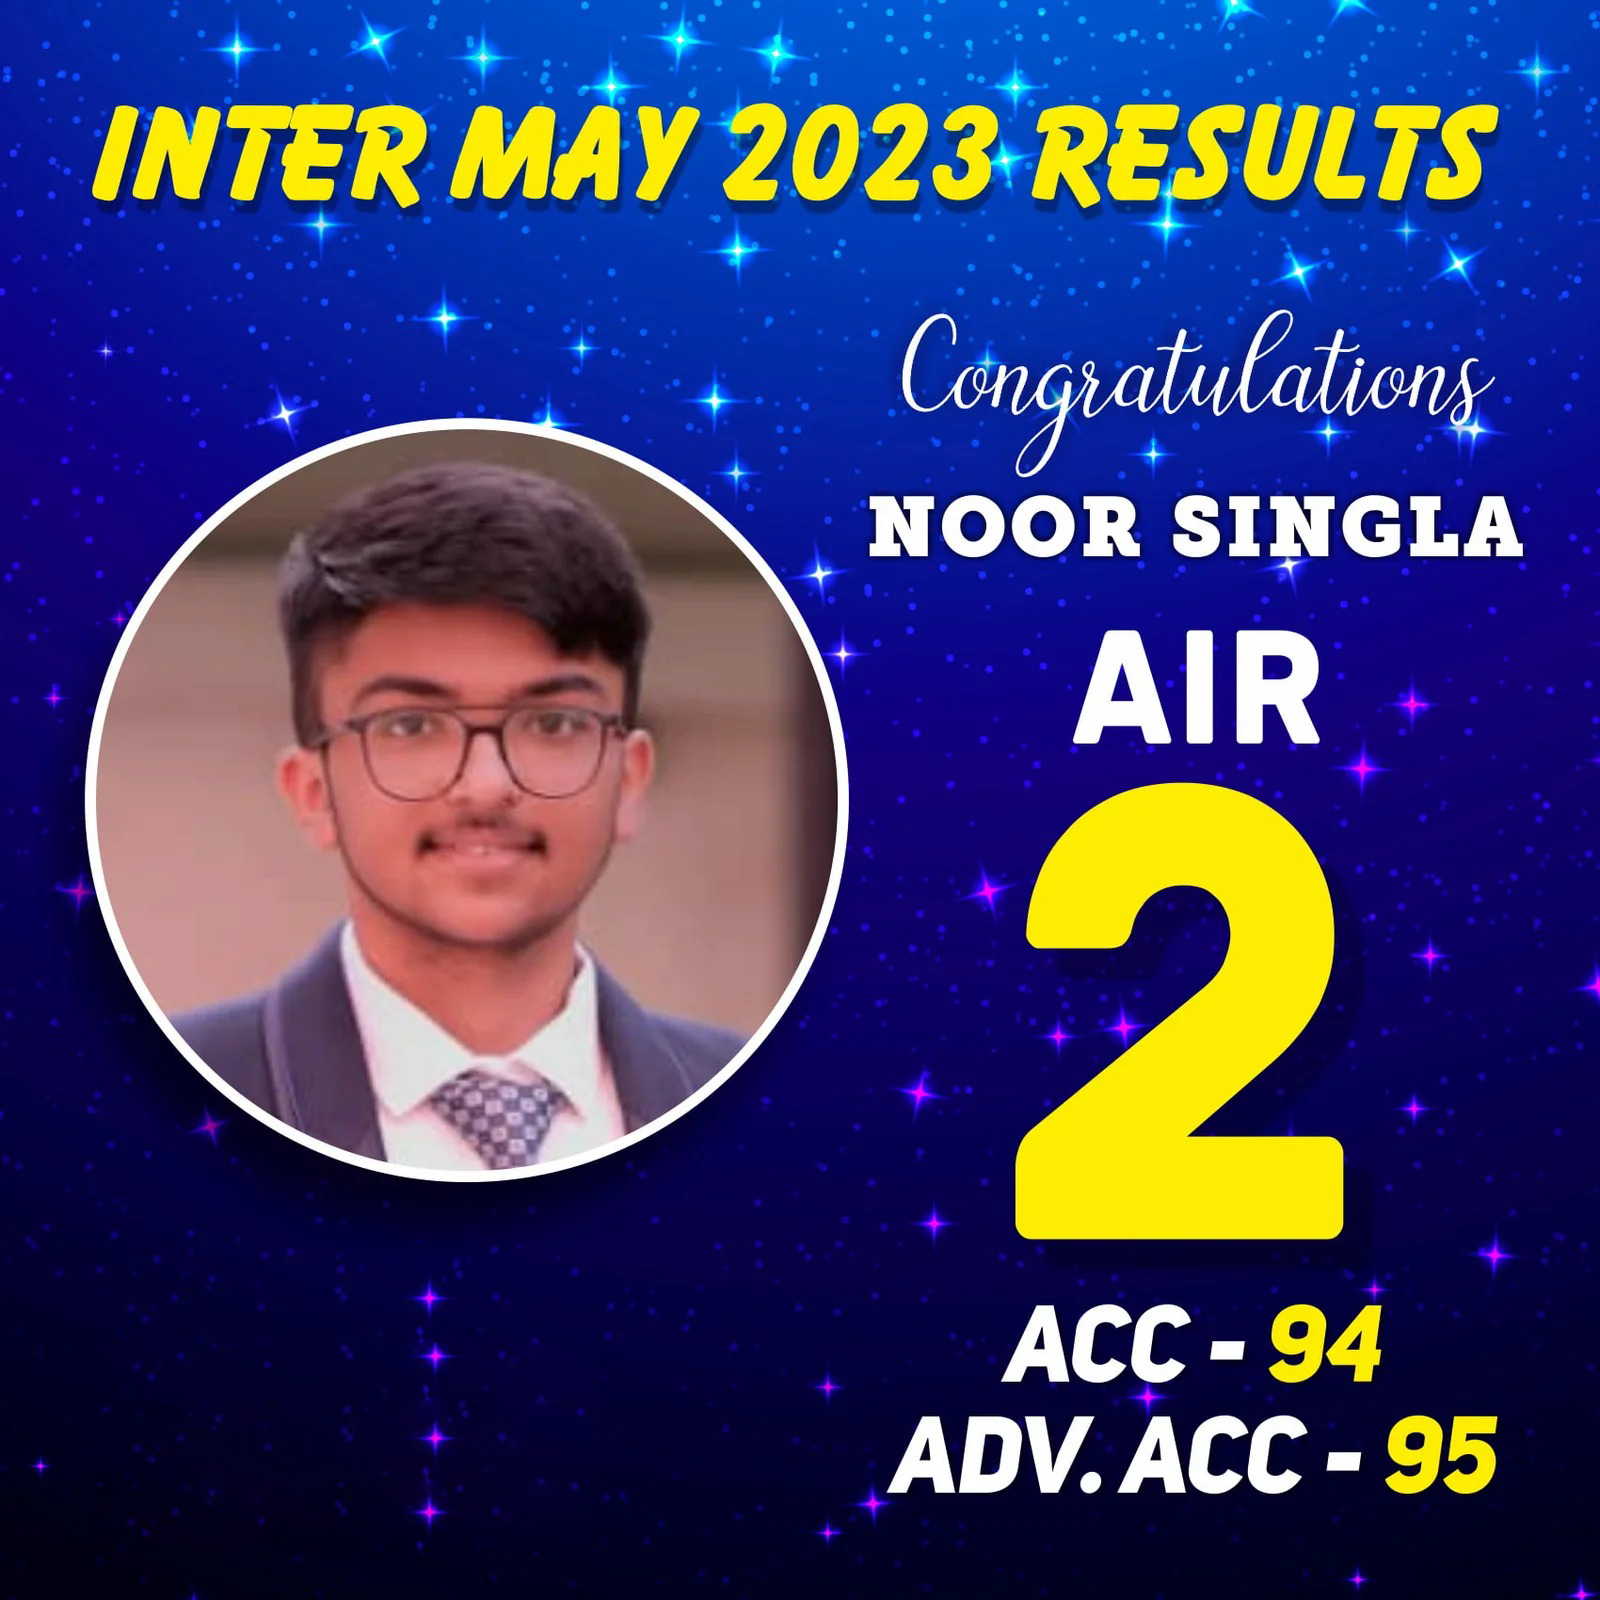 INTER MAY 2023 RESULTS
Congratulations
NOOR SINGLA
AIR
2
ACC - 94
ADV. ACC - 95